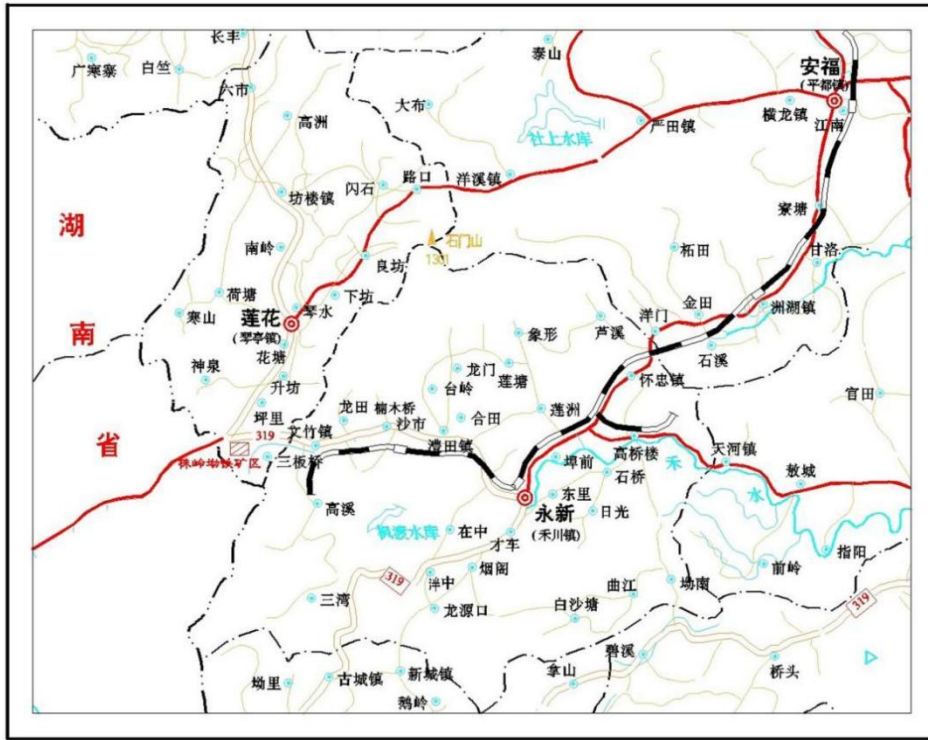 长丰
泰山
安福
(平都镇)
广寒寨
白竺
六市
大布
高洲
严田镇
横龙镇
江南
社上水库
闪石
路口
洋溪镇
坊楼镇
寮塘
湖
南
省
南岭
石门山
1301
柘田
甘洛
良坊
荷塘
下坊
寒山
琴水
莲花
(琴亭镇)
象形
芦溪
洋门
金田
洲湖镇
花塘
石溪
神泉
升坊
龙门
莲塘
台岭
怀忠镇
官田
坪里
龙田
楠木桥
沙市
合田
莲洲
319
文竹镇
澧田镇
三板桥
高桥楼
天河镇
禾
水
埠前
石桥
敖城
高溪
东里
永新
(禾川镇)
日光
枫渡水库
在中
才车
指阳
前岭
319
洋中
烟阁
三湾
龙源口
白沙塘
曲江
坳南
319
碧溪
桥头
坳里
古城镇
新城镇
拿山
鹅岭